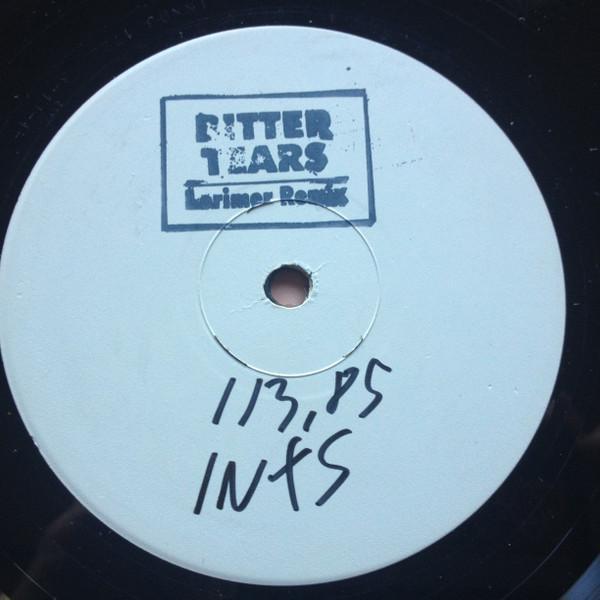 BITTER
TEARS
Larimer Remix
113,85
INXS